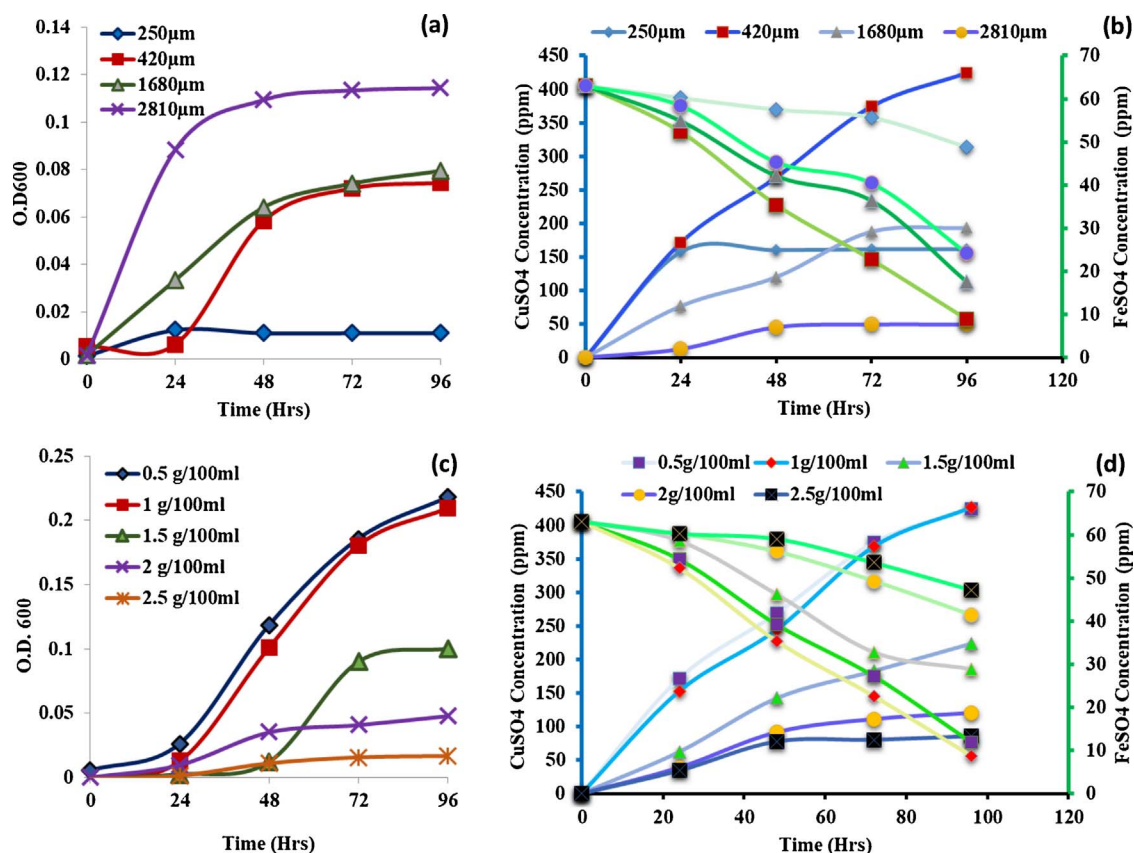 (a)
250µm
420µm
1680µm
2810µm
0.14
0.12
0.1
0.08
0.06
0.04
0.02
0
O.D600
0 24 48 72 96
Time (Hrs)
(b)
250µm 420µm 1680µm 2810µm
450
400
350
300
250
200
150
100
50
0
CuSO4 Concentration (ppm)
70
60
50
40
30
20
10
0
FeSO4 Concentration (ppm)
0 24 48 72 96 120
Time (Hrs)
(c)
0.5 g/100ml
1 g/100ml
1.5 g/100ml
2 g/100ml
2.5 g/100ml
0.25
0.2
0.15
0.1
0.05
0
O.D. 600
0 24 48 72 96
Time (Hrs)
(d)
0.5g/100ml 1g/100ml 1.5g/100ml
2g/100ml 2.5g/100ml
450
400
350
300
250
200
150
100
50
0
CuSO4 Concentration (ppm)
70
60
50
40
30
20
10
0
FeSO4 Concentration (ppm)
0 20 40 60 80 100 120
Time (Hrs)